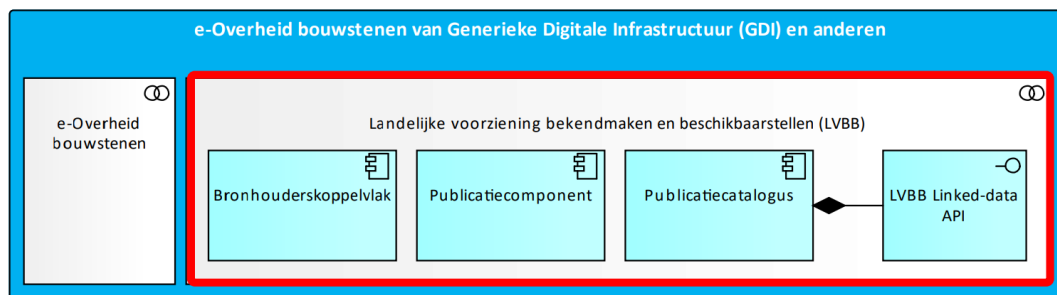 e-Overheid bouwstenen van Generieke Digitale Infrastructuur (GDI) en anderen
e-Overheid
bouwstenen
Landelijke voorziening bekendmaken en beschikbaarstellen (LVBB)
Bronhouderskoppelvlak
Publicatiecomponent
Publicatiecatalogus
LVBB Linked-data
API